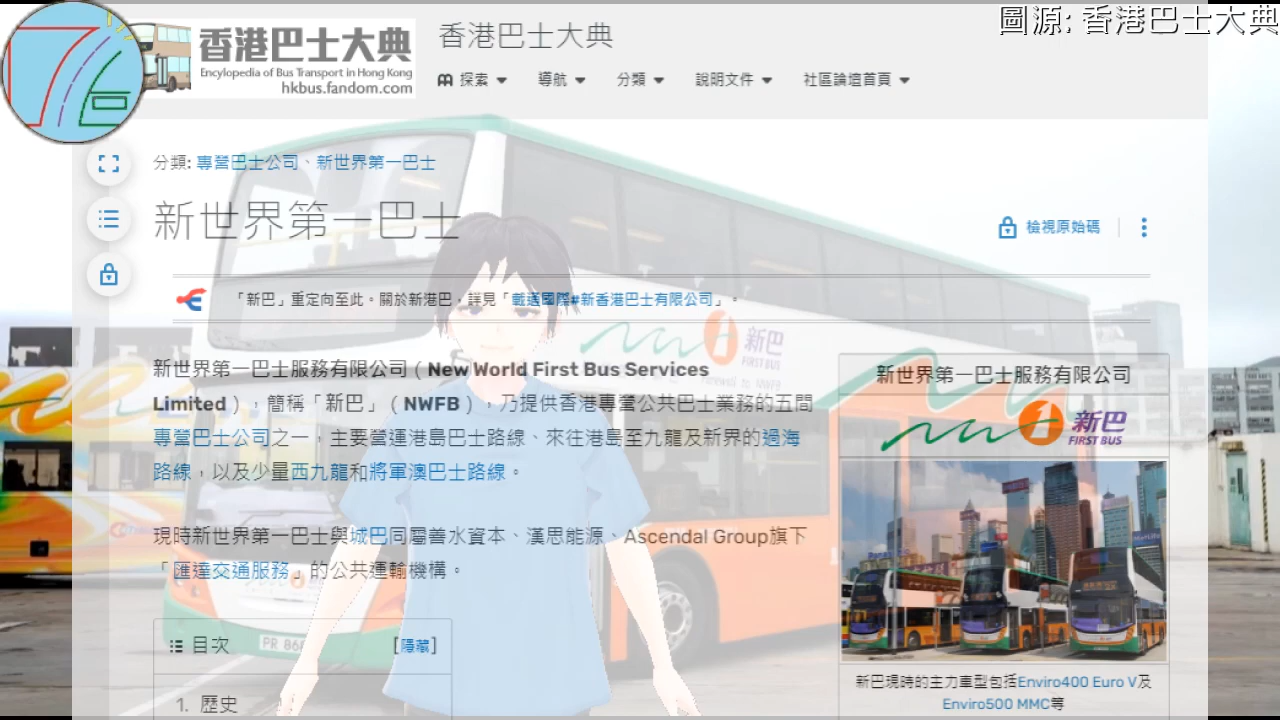 圖源: 香港巴士大典
香港巴士大典
Encyclopedia of Bus Transport in Hong Kong
hkbus.fandom.com
香港巴士大典
探索 導航 分類 說明文件 社區論壇首頁
分類: 專營巴士公司、新世界第一巴士
新世界第一巴士
檢視原始碼
「新巴」重定向至此。關於新港巴，詳見「載通國際#新香港巴士有限公司」。
新世界第一巴士服務有限公司（New World First Bus Services
Limited），簡稱「新巴」（NWFB），乃提供香港專營公共巴士業務的五間
專營巴士公司之一，主要營運港島巴士路線、來往港島至九龍及新界的過海
路線，以及少量西九龍和將軍澳巴士路線。
現時新世界第一巴士與城巴同屬善水資本、漢思能源、Ascendal Group旗下
「匯達交通服務」的公共運輸機構。
目次 [隱藏]
1. 歷史
新世界第一巴士服務有限公司
新巴
FIRST BUS
新巴現時的主力車型包括Enviro400 Euro V及
Enviro500 MMC等
新巴
FIRST BUS